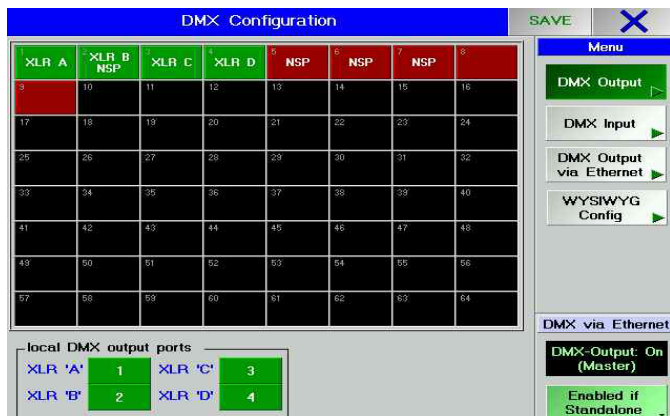 DMX Configuration
SAVE
Menu
1 2 3 4 5 6 7 8
XLR A XLR B NSP XLR C XLR D NSP NSP NSP
9 10 11 12 13 14 15 16
17 18 19 20 21 22 23 24
25 26 27 28 29 30 31 32
33 34 35 36 37 38 39 40
41 42 43 44 45 46 47 48
49 50 51 52 53 54 55 56
57 58 59 60 61 62 63 64
DMX Output
DMX Input
DMX Output
via Ethernet
WYSIWYG
Config
local DMX output ports
XLR 'A' 1 XLR 'C' 3
XLR 'B' 2 XLR 'D' 4
DMX via Ethernet
DMX-Output: On
(Master)
Enabled if
Standalone